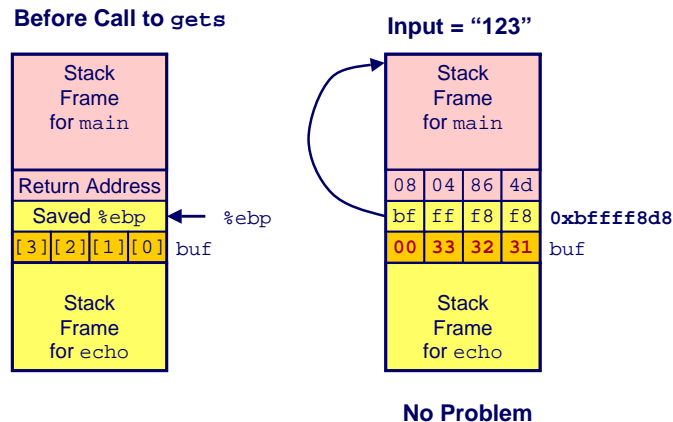 Before Call to gets
Stack
Frame
for main
Return Address
Saved %ebp
%ebp
[3][2][1][0]
buf
Stack
Frame
for echo
Input = “123”
Stack
Frame
for main
08 04 86 4d
bf ff f8 f8
0xbffff8d8
00 33 32 31
buf
Stack
Frame
for echo
No Problem